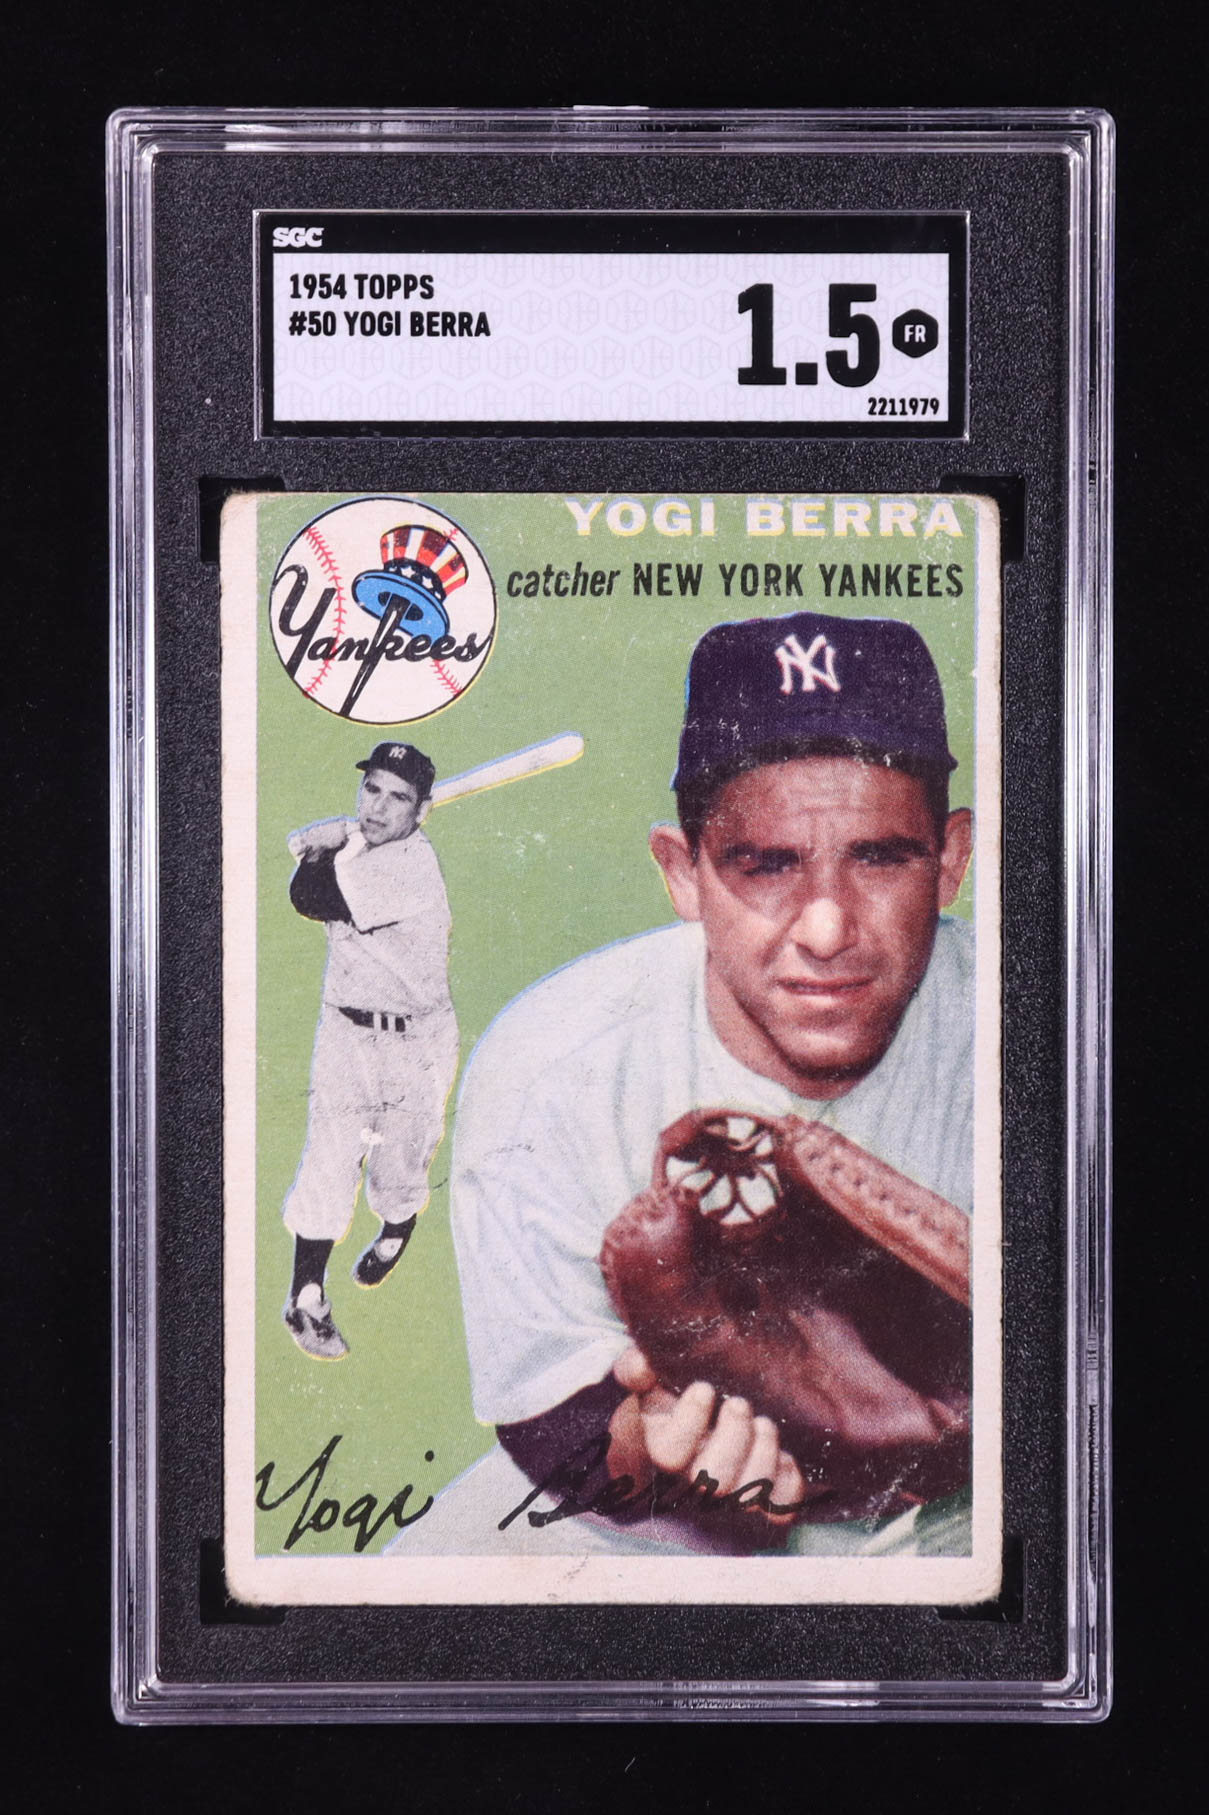 SGC
1954 TOPPS
#50 YOGI BERRA
1.5 FR
2211979
YOGI BERRA
catcher NEW YORK YANKEES
Yankees
NY
NY
Yogi Berra